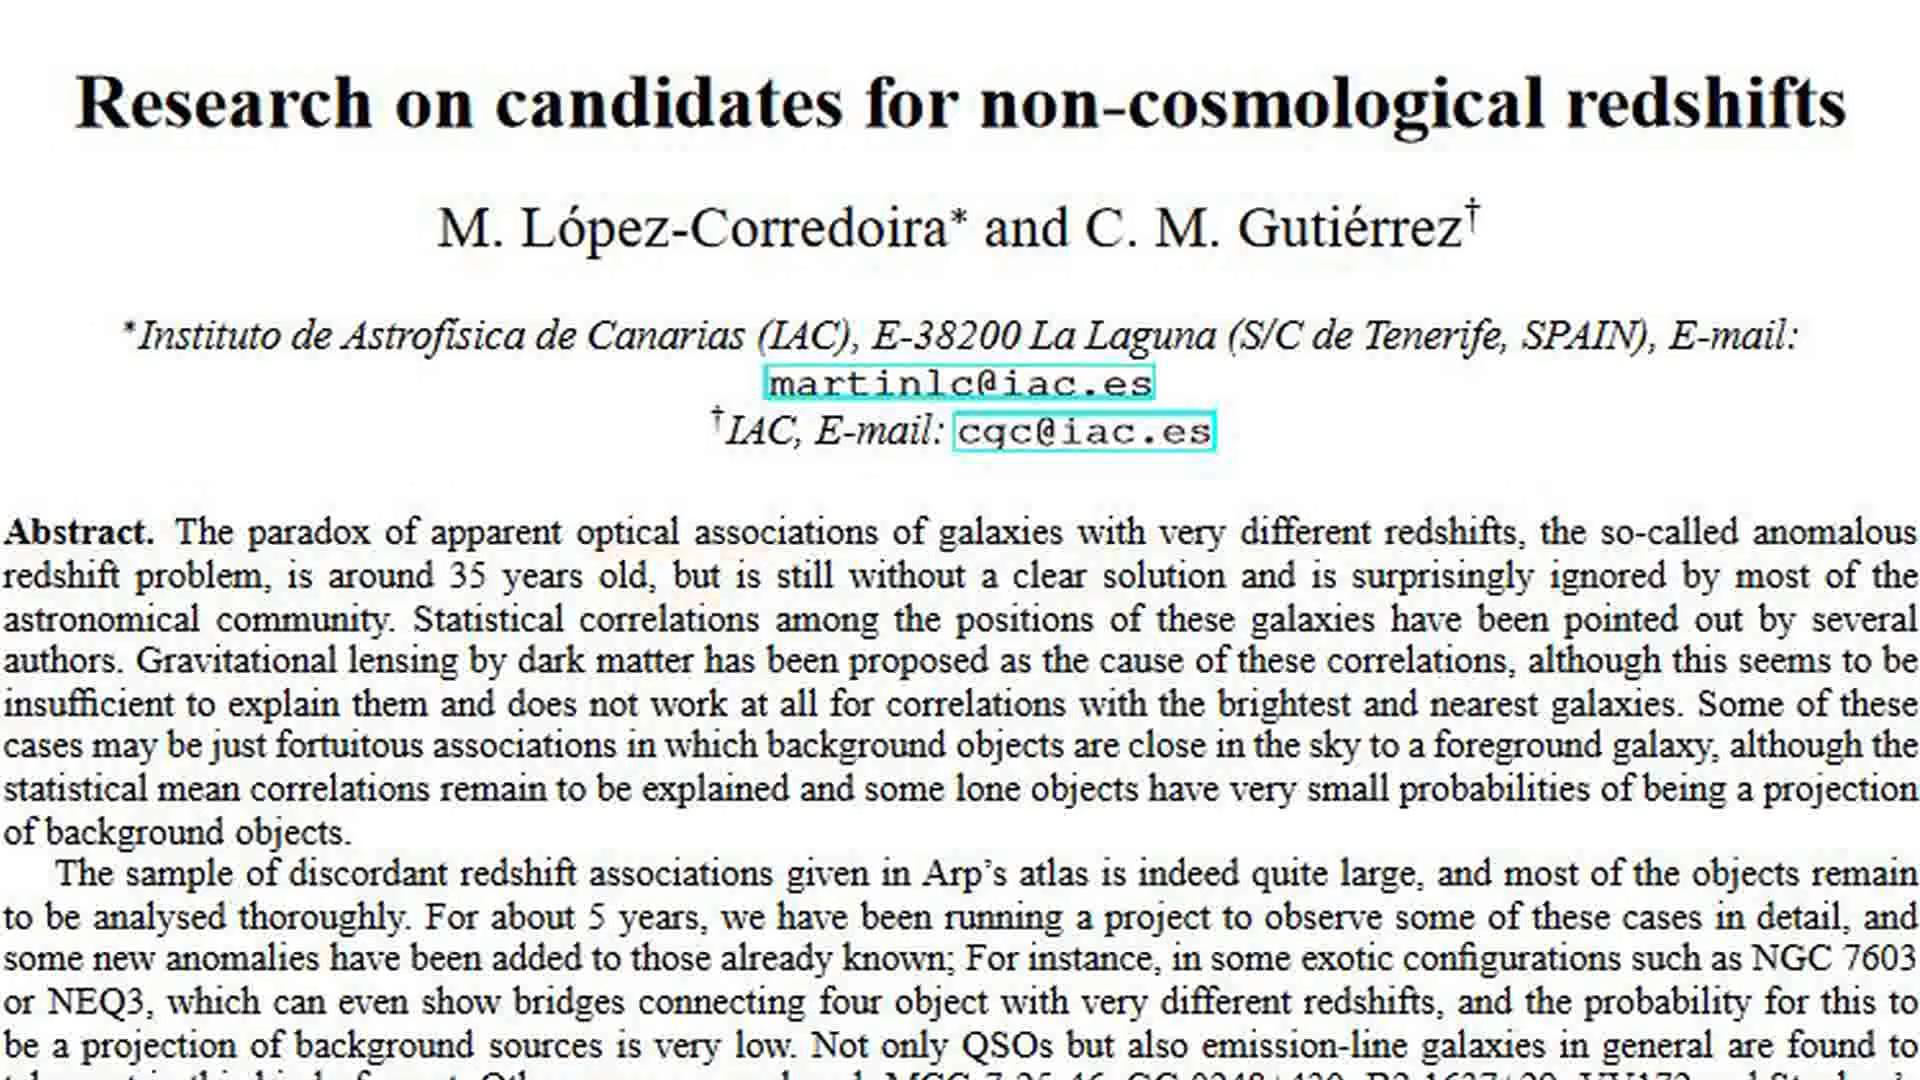 Research on candidates for non-cosmological redshifts
M. López-Corredoira* and C. M. Gutiérrez†
*Instituto de Astrofísica de Canarias (IAC), E-38200 La Laguna (S/C de Tenerife, SPAIN), E-mail:
martinlc@iac.es
†IAC, E-mail: cgc@iac.es
Abstract. The paradox of apparent optical associations of galaxies with very different redshifts, the so-called anomalous
redshift problem, is around 35 years old, but is still without a clear solution and is surprisingly ignored by most of the
astronomical community. Statistical correlations among the positions of these galaxies have been pointed out by several
authors. Gravitational lensing by dark matter has been proposed as the cause of these correlations, although this seems to be
insufficient to explain them and does not work at all for correlations with the brightest and nearest galaxies. Some of these
cases may be just fortuitous associations in which background objects are close in the sky to a foreground galaxy, although the
statistical mean correlations remain to be explained and some lone objects have very small probabilities of being a projection
of background objects.
The sample of discordant redshift associations given in Arp's atlas is indeed quite large, and most of the objects remain
to be analysed thoroughly. For about 5 years, we have been running a project to observe some of these cases in detail, and
some new anomalies have been added to those already known; For instance, in some exotic configurations such as NGC 7603
or NEQ3, which can even show bridges connecting four object with very different redshifts, and the probability for this to
be a projection of background sources is very low. Not only QSOs but also emission-line galaxies in general are found to